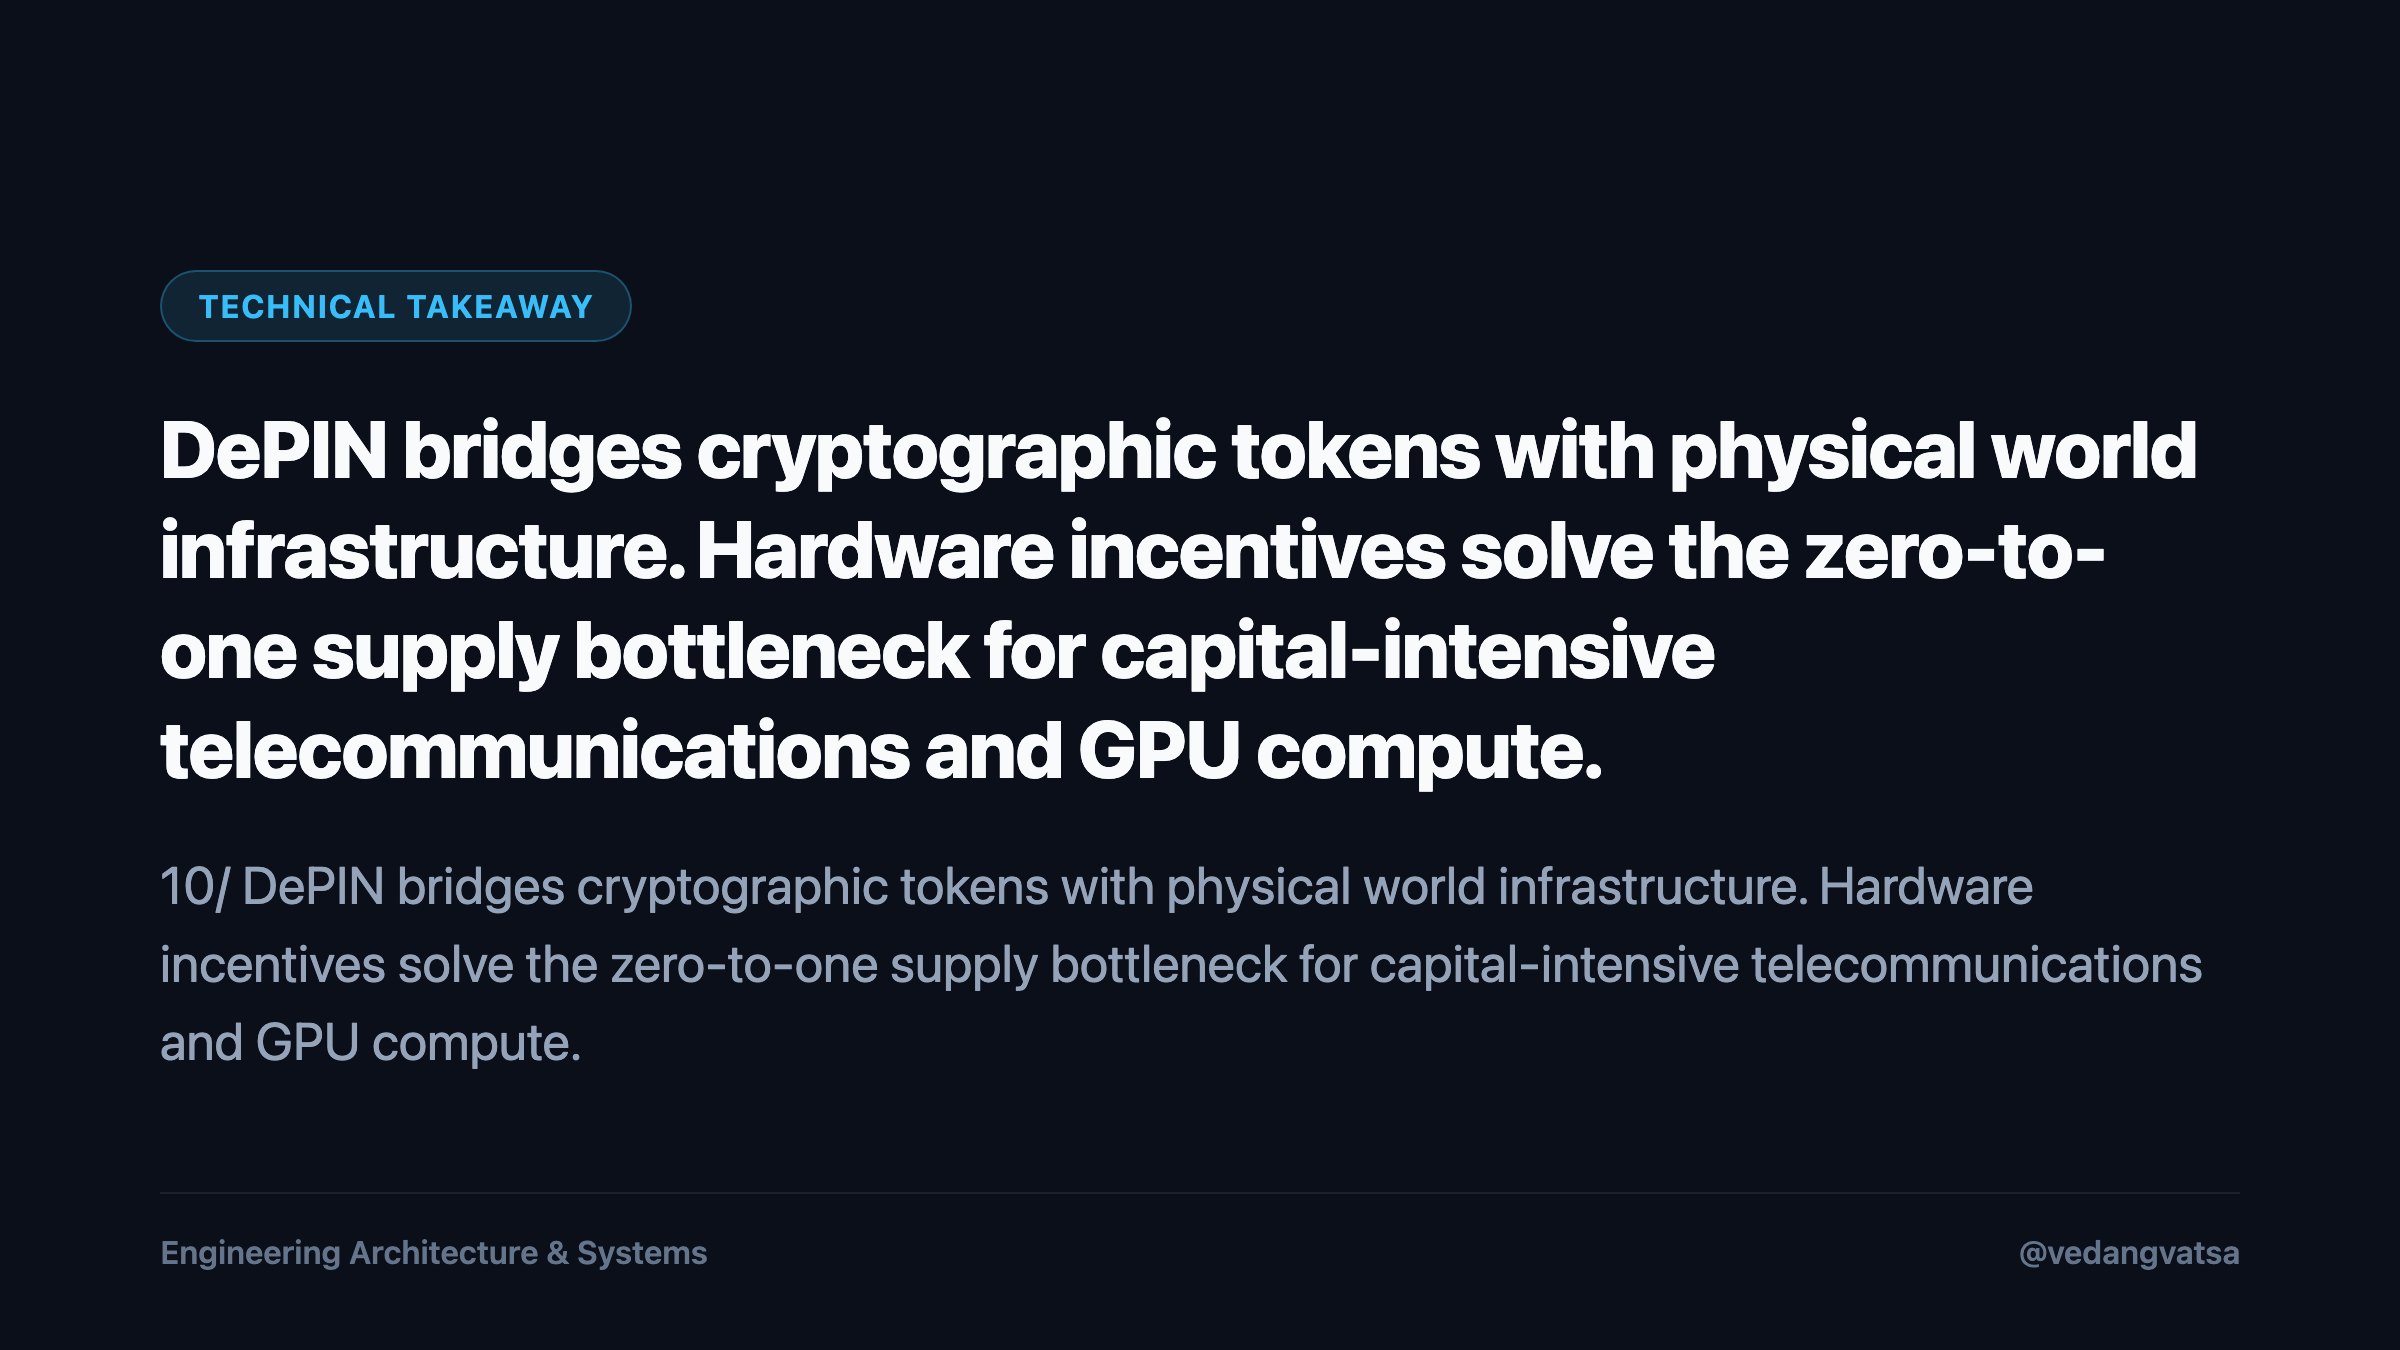 TECHNICAL TAKEAWAY
DePIN bridges cryptographic tokens with physical world
infrastructure. Hardware incentives solve the zero-to-
one supply bottleneck for capital-intensive
telecommunications and GPU compute.
10/ DePIN bridges cryptographic tokens with physical world infrastructure. Hardware
incentives solve the zero-to-one supply bottleneck for capital-intensive telecommunications
and GPU compute.
Engineering Architecture & Systems
@vedangvatsa